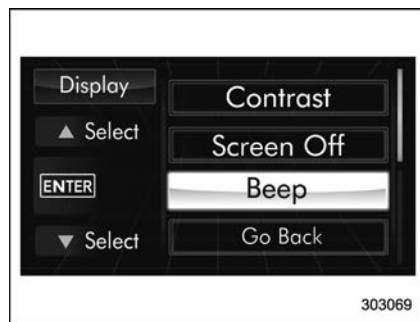 Display
Contrast
▲ Select
Screen Off
ENTER
Beep
▼ Select
Go Back
303069